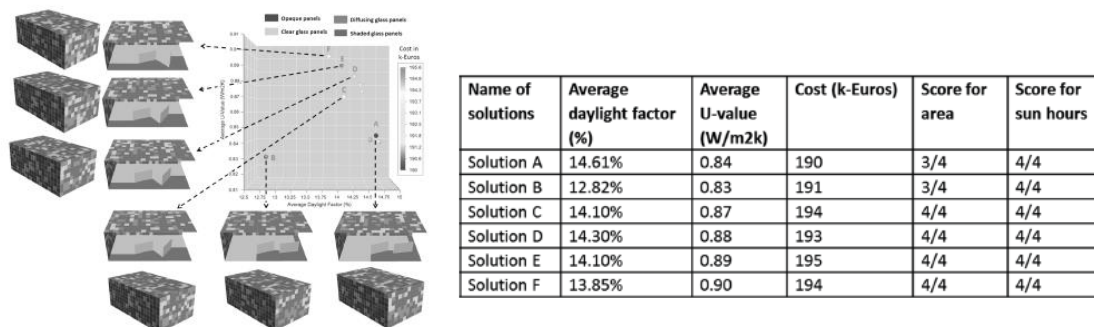 Opaque panels
Diffusing glass panels
Clear glass panels
Shaded glass panels
Cost in
k-Euros
F
E
D
C
A
B
12.5
Average Daylight Factor (%)
Name of solutions | Average daylight factor (%) | Average U-value (W/m2k) | Cost (k-Euros) | Score for area | Score for sun hours
Solution A | 14.61% | 0.84 | 190 | 3/4 | 4/4
Solution B | 12.82% | 0.83 | 191 | 3/4 | 4/4
Solution C | 14.10% | 0.87 | 194 | 4/4 | 4/4
Solution D | 14.30% | 0.88 | 193 | 4/4 | 4/4
Solution E | 14.10% | 0.89 | 195 | 4/4 | 4/4
Solution F | 13.85% | 0.90 | 194 | 4/4 | 4/4